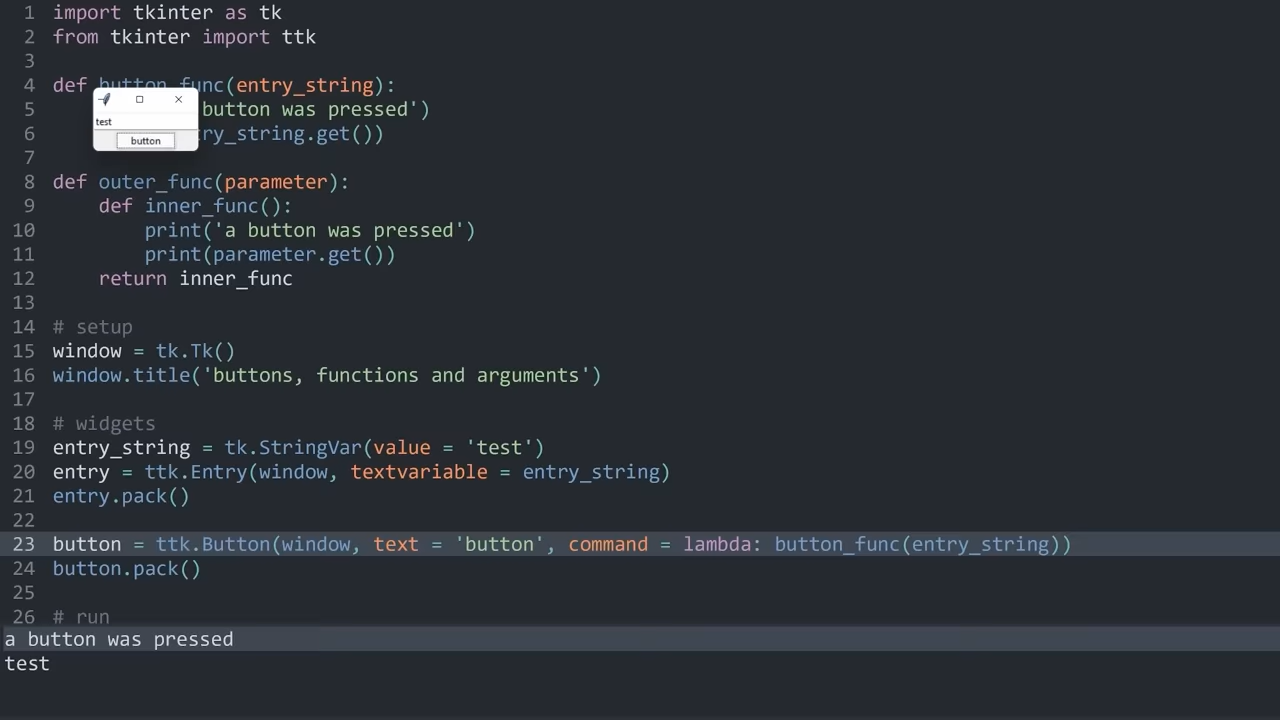 1 import tkinter as tk
2 from tkinter import ttk
3
4 def button_func(entry_string):
5 button was pressed')
6 ry_string.get())
7
8 def outer_func(parameter):
9 def inner_func():
10 print('a button was pressed')
11 print(parameter.get())
12 return inner_func
13
14 # setup
15 window = tk.Tk()
16 window.title('buttons, functions and arguments')
17
18 # widgets
19 entry_string = tk.StringVar(value = 'test')
20 entry = ttk.Entry(window, textvariable = entry_string)
21 entry.pack()
22
23 button = ttk.Button(window, text = 'button', command = lambda: button_func(entry_string))
24 button.pack()
25
26 # run
a button was pressed
test
test
button